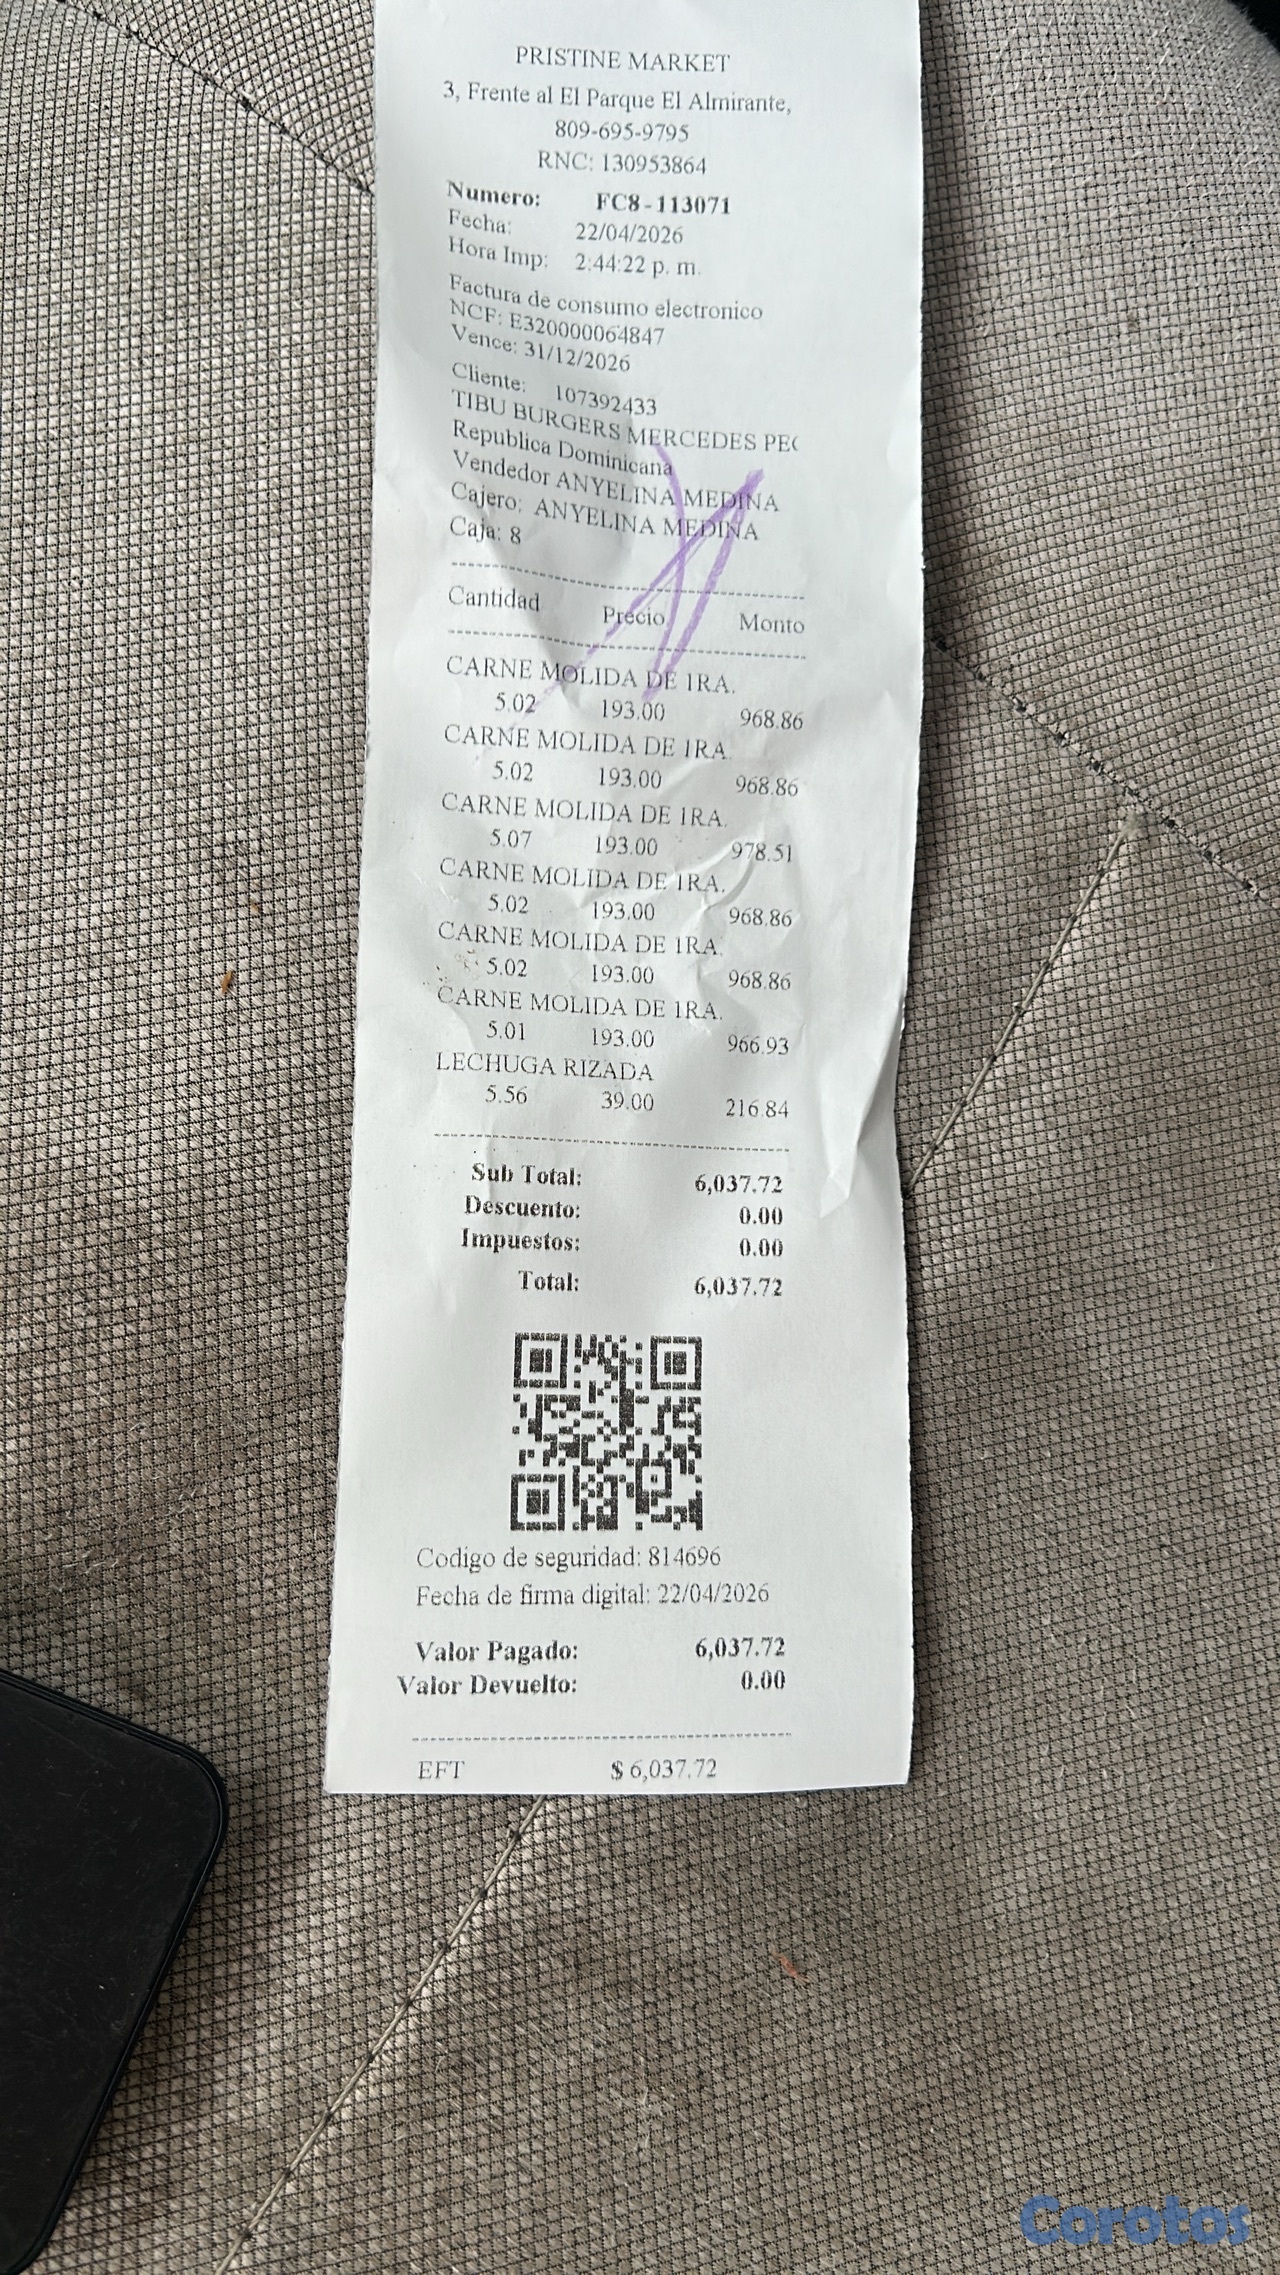 PRISTINE MARKET
3, Frente al El Parque El Almirante,
809-695-9795
RNC: 130953864
Numero: FC8-113071
Fecha: 22/04/2026
Hora Imp: 2:44:22 p. m.
Factura de consumo electronico
NCF: E320000064847
Vence: 31/12/2026
Cliente: 107392433
TIBU BURGERS MERCEDES PEC
Republica Dominicana
Vendedor ANYELINA MEDINA
Cajero: ANYELINA MEDINA
Caja: 8
Cantidad Precio Monto
CARNE MOLIDA DE 1RA.
5.02 193.00 968.86
CARNE MOLIDA DE 1RA.
5.02 193.00 968.86
CARNE MOLIDA DE 1RA.
5.07 193.00 978.51
CARNE MOLIDA DE 1RA.
5.02 193.00 968.86
CARNE MOLIDA DE 1RA.
5.02 193.00 968.86
CARNE MOLIDA DE 1RA.
5.01 193.00 966.93
LECHUGA RIZADA
5.56 39.00 216.84
Sub Total: 6,037.72
Descuento: 0.00
Impuestos: 0.00
Total: 6,037.72
Codigo de seguridad: 814696
Fecha de firma digital: 22/04/2026
Valor Pagado: 6,037.72
Valor Devuelto: 0.00
EFT $ 6,037.72
Corotos